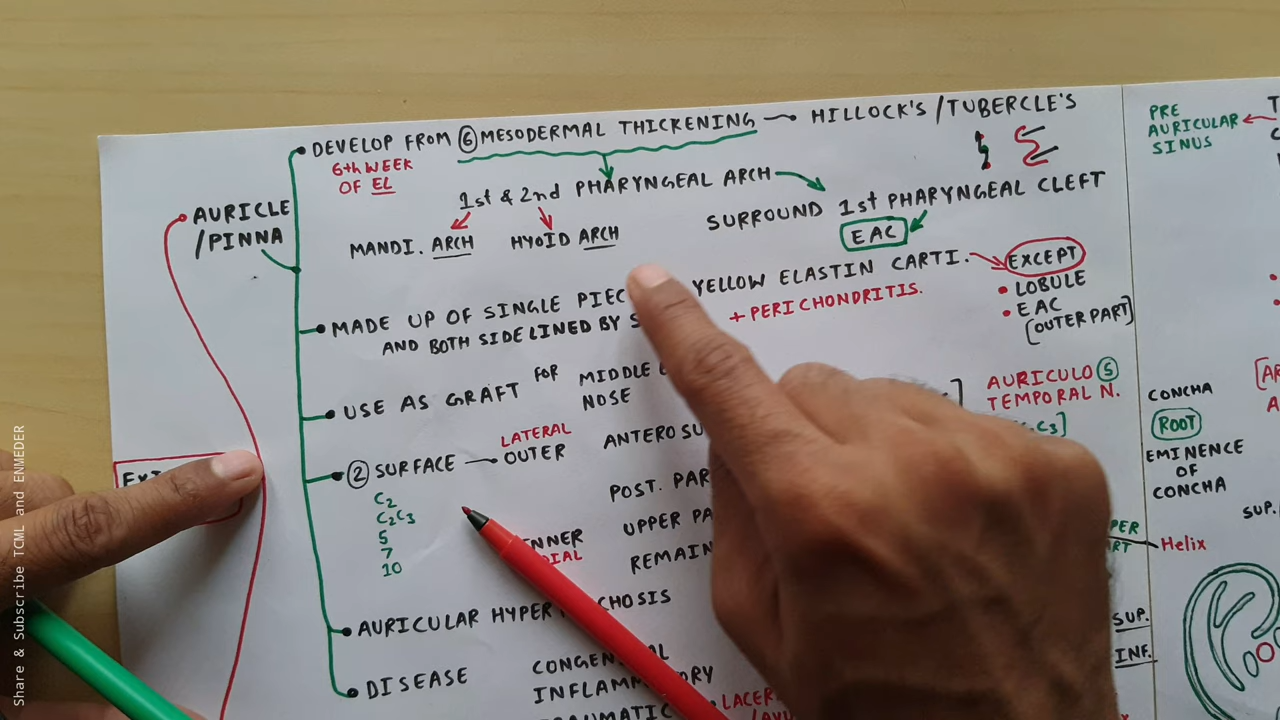 DEVELOP FROM 6 MESODERMAL THICKENING → HILLOCK'S / TUBERCLE'S
6th WEEK
OF EL
1st & 2nd PHARYNGEAL ARCH
MANDI. ARCH
HYOID ARCH
SURROUND 1st PHARYNGEAL CLEFT
EAC
AURICLE
/PINNA
MADE UP OF SINGLE PIEC
YELLOW ELASTIN CARTI.
EXCEPT
• LOBULE
• EAC
[OUTER PART]
AND BOTH SIDE LINED BY S
+ PERICHONDRITIS.
USE AS GRAFT FOR
MIDDLE
NOSE
2 SURFACE
LATERAL
OUTER
ANTERO SU
AURICULO 5
TEMPORAL N.
C3]
C2
C2C3
5
7
10
POST. PAR
INNER
UPPER PA
REMAIN
AURICULAR HYPER CHOSIS
DISEASE
INFLAMM RY
LACER
PRE
AURICULAR
SINUS
CONCHA
ROOT
EMINENCE
OF
CONCHA
SUP.
Helix
SUP.
INF.
Share & Subscribe TCML and ENMEDER